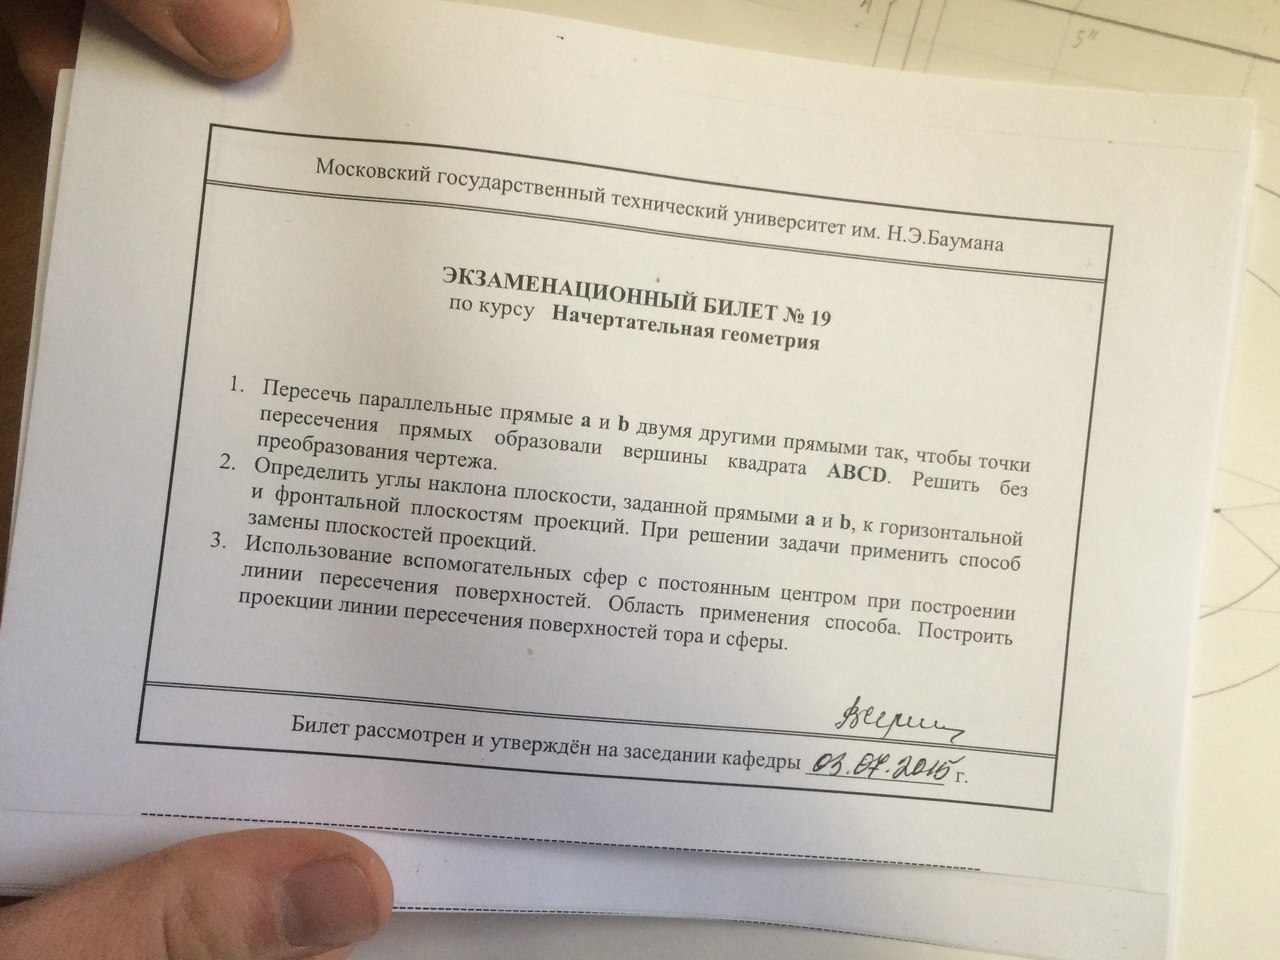 Московский государственный технический университет им. Н.Э.Баумана
ЭКЗАМЕНАЦИОННЫЙ БИЛЕТ № 19
по курсу Начертательная геометрия
1. Пересечь параллельные прямые a и b двумя другими прямыми так, чтобы точки
пересечения прямых образовали вершины квадрата ABCD. Решить без
преобразования чертежа.
2. Определить углы наклона плоскости, заданной прямыми a и b, к горизонтальной
и фронтальной плоскостям проекций. При решении задачи применить способ
замены плоскостей проекций.
3. Использование вспомогательных сфер с постоянным центром при построении
линии пересечения поверхностей. Область применения способа. Построить
проекции линии пересечения поверхностей тора и сферы.
Билет рассмотрен и утверждён на заседании кафедры 03.07.2015 г.
5"